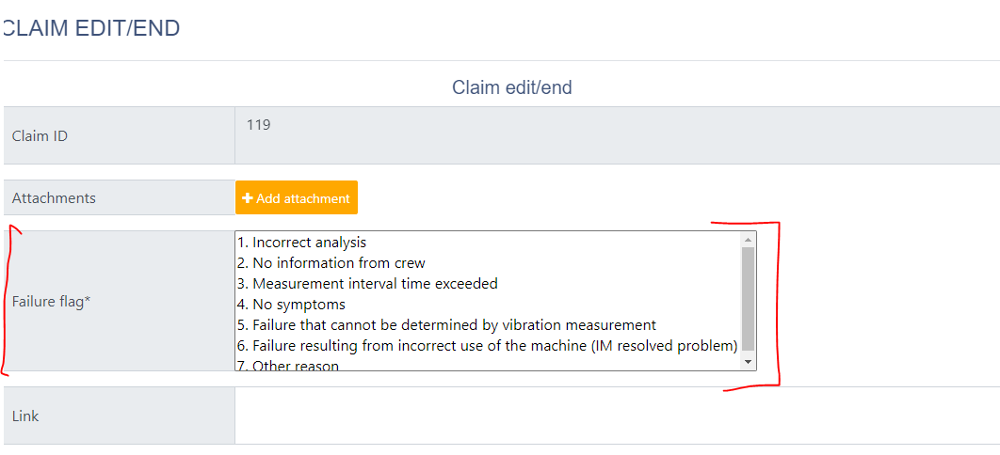 CLAIM EDIT/END
Claim edit/end
Claim ID
119
Attachments
+ Add attachment
Failure flag*
1. Incorrect analysis
2. No information from crew
3. Measurement interval time exceeded
4. No symptoms
5. Failure that cannot be determined by vibration measurement
6. Failure resulting from incorrect use of the machine (IM resolved problem)
7. Other reason
Link